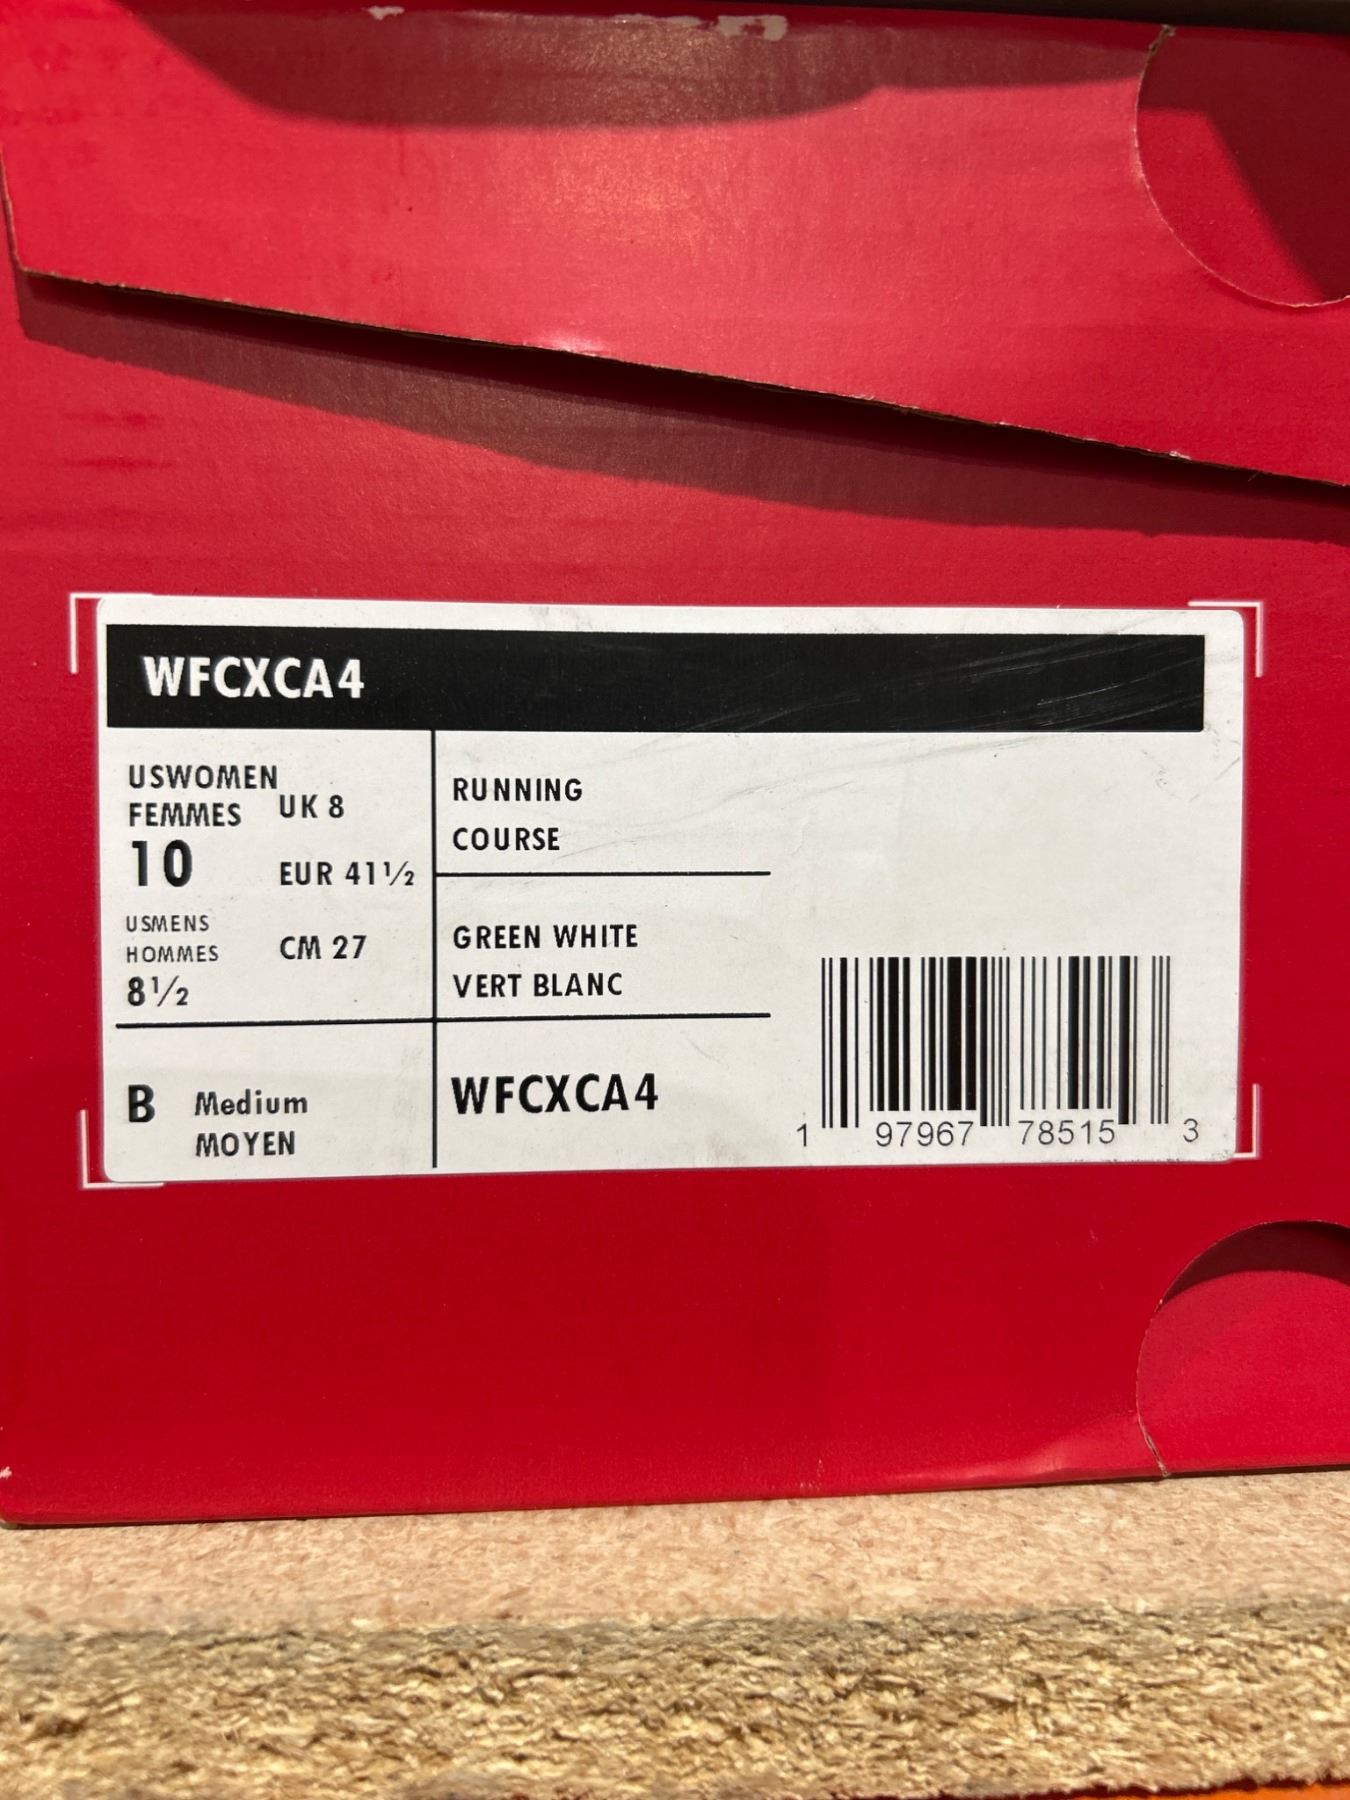 WFCXCA4
USWOMEN
FEMMES
10
UK 8
EUR 41½
USMENS
HOMMES
8½
CM 27
RUNNING
COURSE
GREEN WHITE
VERT BLANC
B Medium
MOYEN
WFCXCA4
1 97967 78515 3